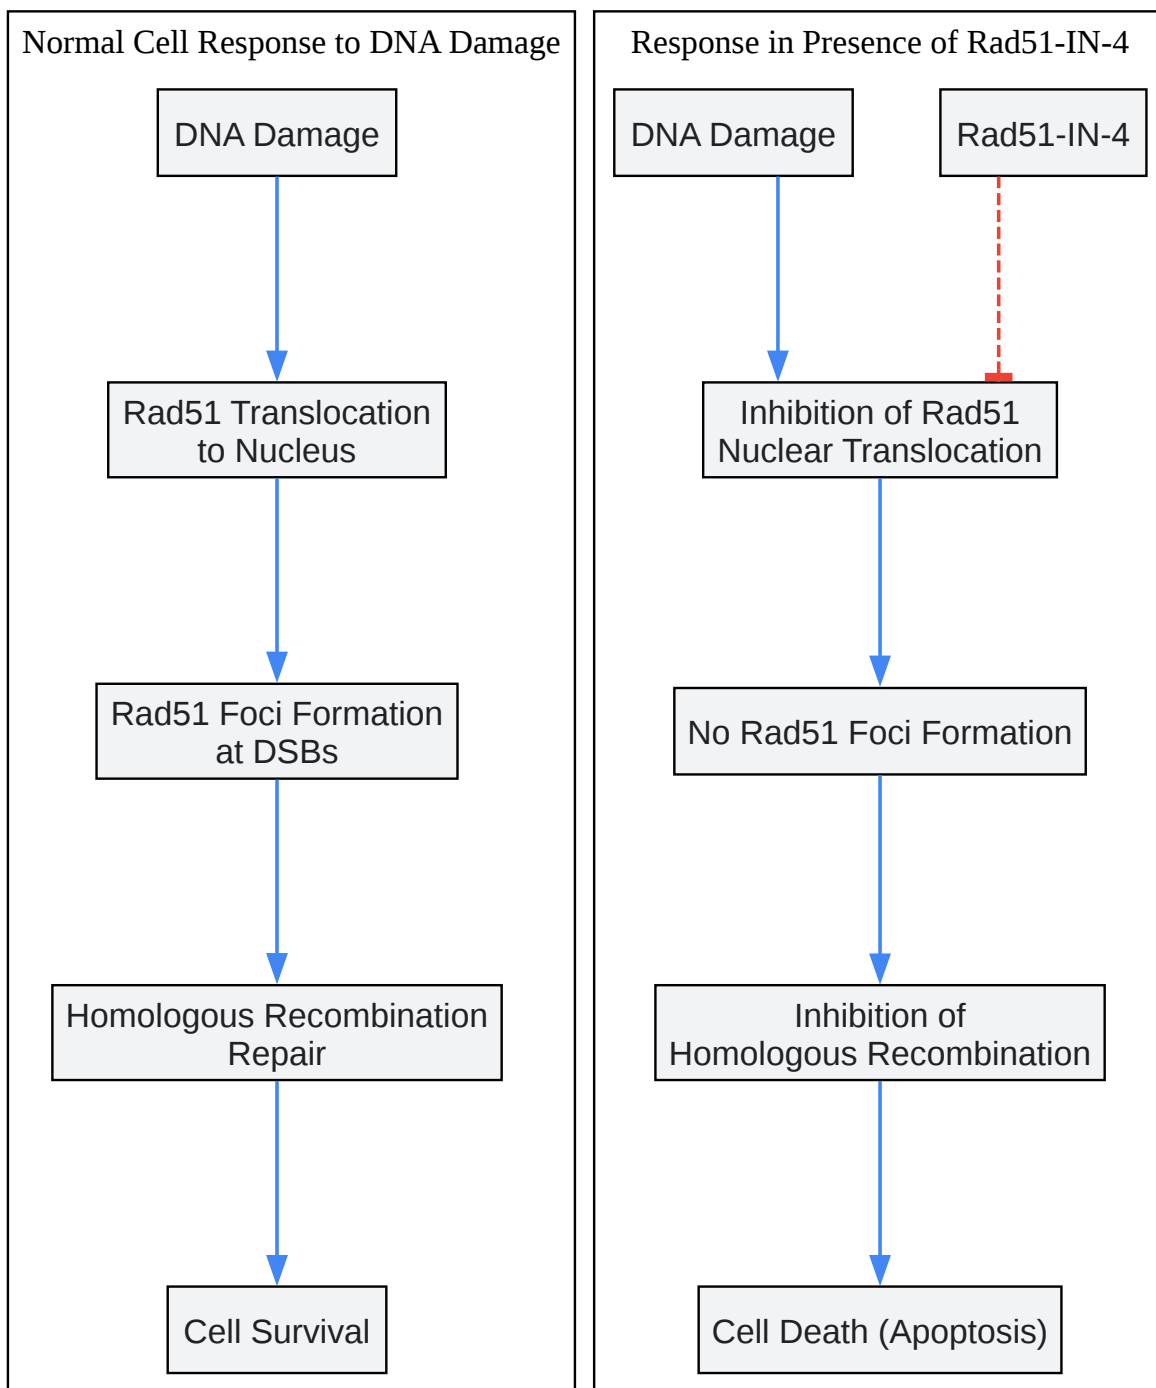 Normal Cell Response to DNA Damage
DNA Damage
Rad51 Translocation
to Nucleus
Rad51 Foci Formation
at DSBs
Homologous Recombination
Repair
Cell Survival
Response in Presence of Rad51-IN-4
DNA Damage
Rad51-IN-4
Inhibition of Rad51
Nuclear Translocation
No Rad51 Foci Formation
Inhibition of
Homologous Recombination
Cell Death (Apoptosis)